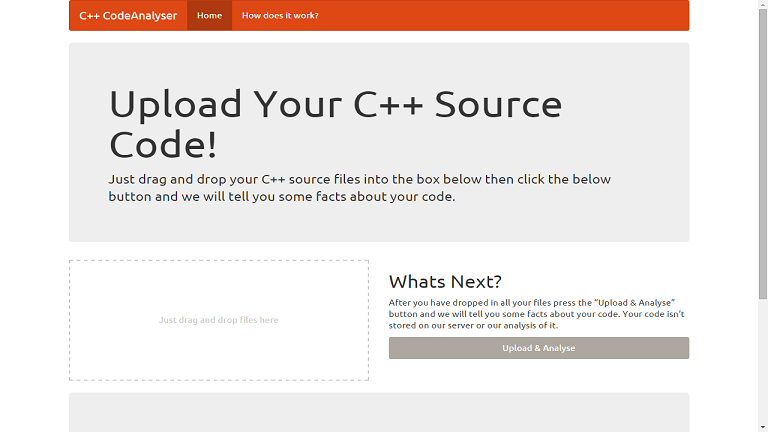 C++ CodeAnalyser Home How does it work?
Upload Your C++ Source
Code!
Just drag and drop your C++ source files into the box below then click the below
button and we will tell you some facts about your code.
Just drag and drop files here
Whats Next?
After you have dropped in all your files press the “Upload & Analyse”
button and we will tell you some facts about your code. Your code isn’t
stored on our server or our analysis of it.
Upload & Analyse